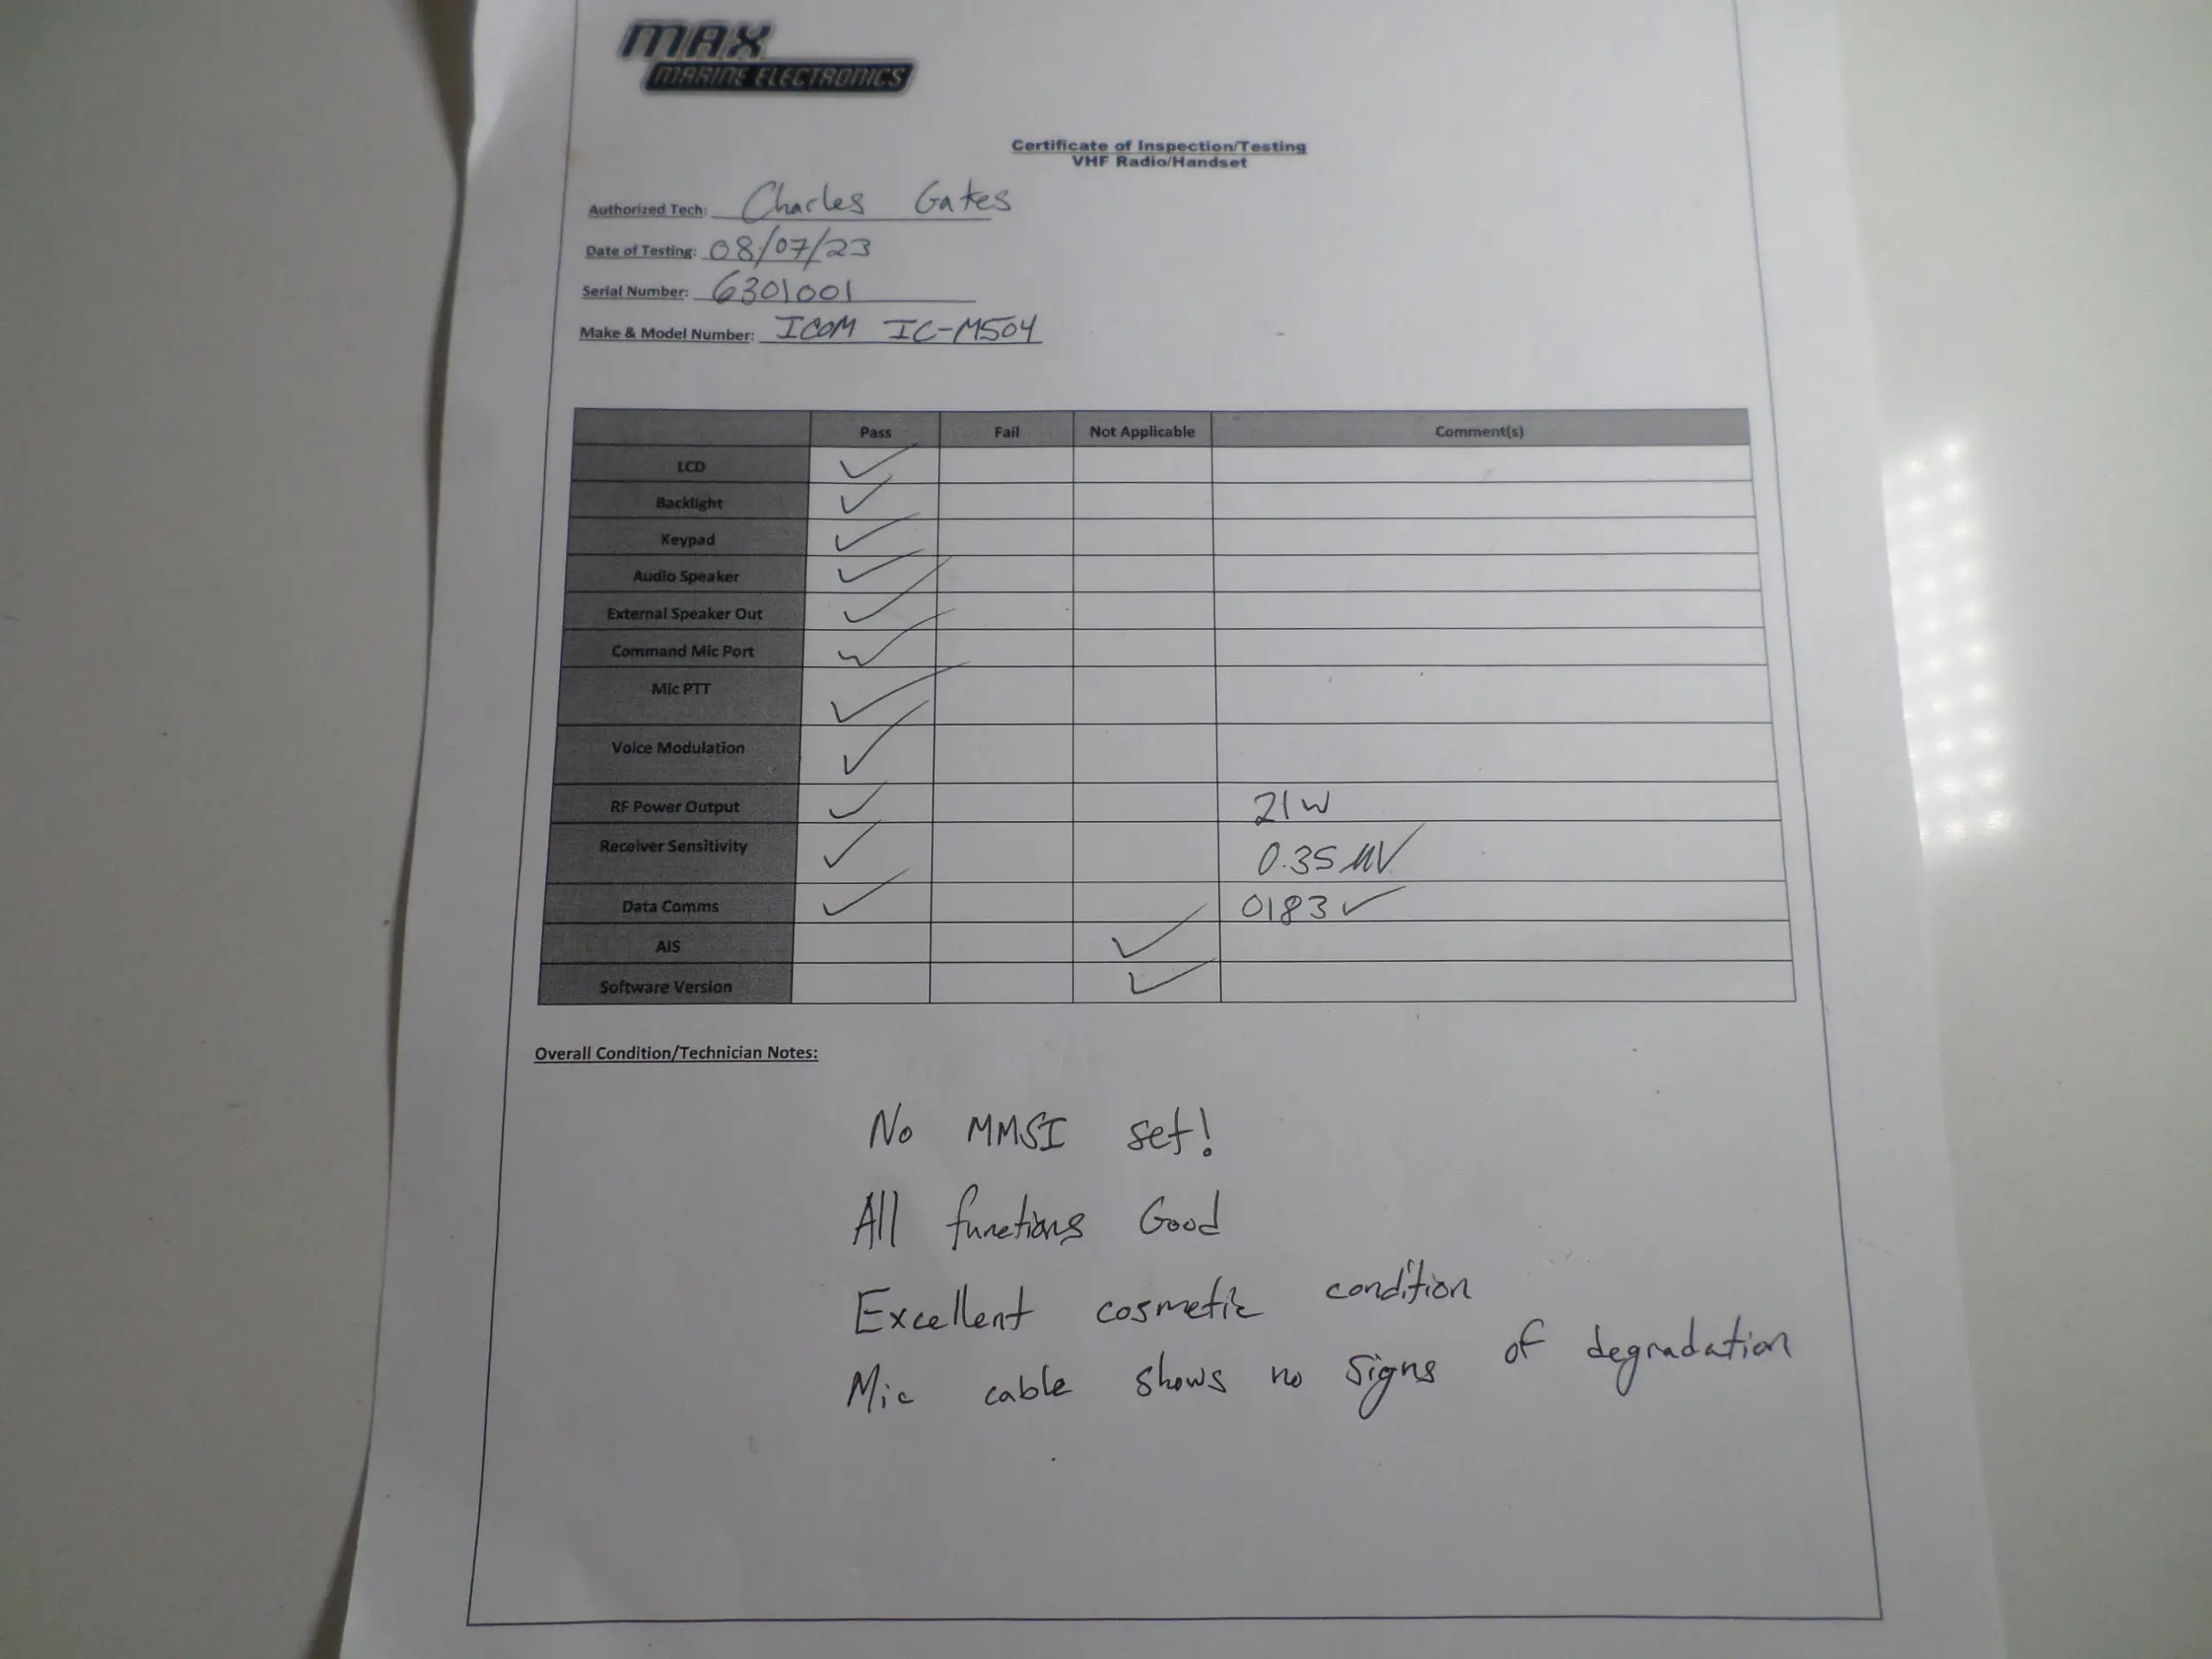 MAX
MARINE ELECTRONICS
Certificate of Inspection/Testing
VHF Radio/Handset
Authorized Tech: Charles Gates
Date of Testing: 08/07/23
Serial Number: 6301001
Make & Model Number: ICOM IC-M504
Pass Fail Not Applicable Comment(s)
LCD ✓
Backlight ✓
Keypad ✓
Audio Speaker ✓
External Speaker Out ✓
Command Mic Port ✓
Mic PTT ✓
Voice Modulation ✓
RF Power Output ✓ 21W
Receiver Sensitivity ✓ 0.35 µV
Data Comms ✓ 0183 ✓
AIS ✓
Software Version ✓
Overall Condition/Technician Notes:
No MMSI set!
All functions Good
Excellent cosmetic condition
Mic cable shows no signs of degradation